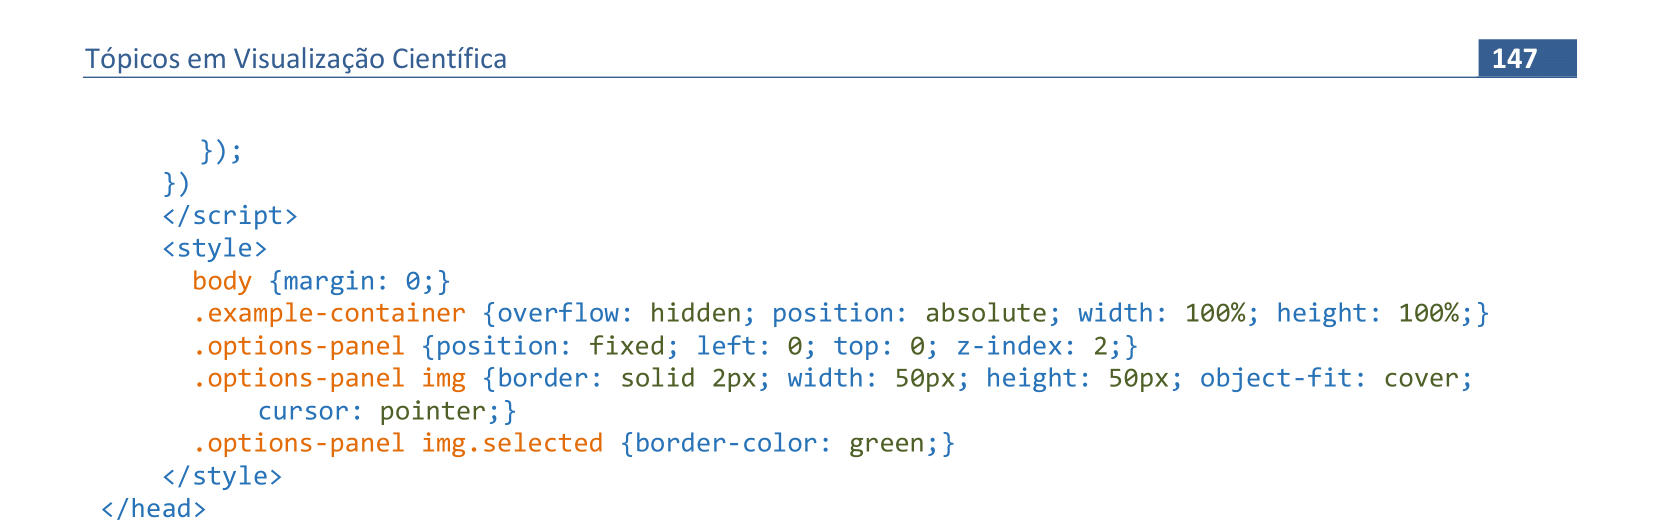 Tópicos em Visualização Científica 147
});
})
</script>
<style>
body {margin: 0;}
.example-container {overflow: hidden; position: absolute; width: 100%; height: 100%;}
.options-panel {position: fixed; left: 0; top: 0; z-index: 2;}
.options-panel img {border: solid 2px; width: 50px; height: 50px; object-fit: cover;
cursor: pointer;}
.options-panel img.selected {border-color: green;}
</style>
</head>